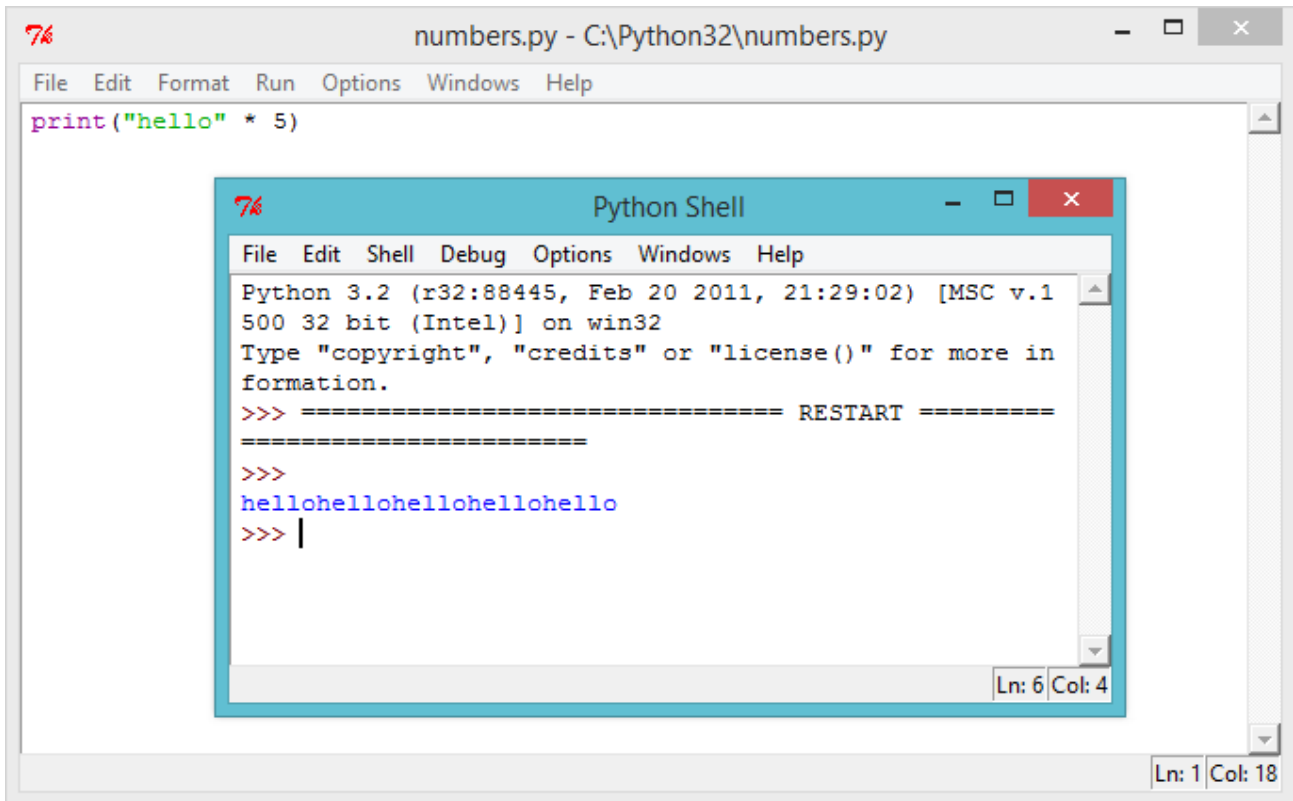 numbers.py - C:\Python32\numbers.py
File Edit Format Run Options Windows Help
print("hello" * 5)
Python Shell
File Edit Shell Debug Options Windows Help
Python 3.2 (r32:88445, Feb 20 2011, 21:29:02) [MSC v.1
500 32 bit (Intel)] on win32
Type "copyright", "credits" or "license()" for more in
formation.
>>> ================================ RESTART =========
=======================
>>>
hellohellohellohellohello
>>>
Ln: 6 Col: 4
Ln: 1 Col: 18